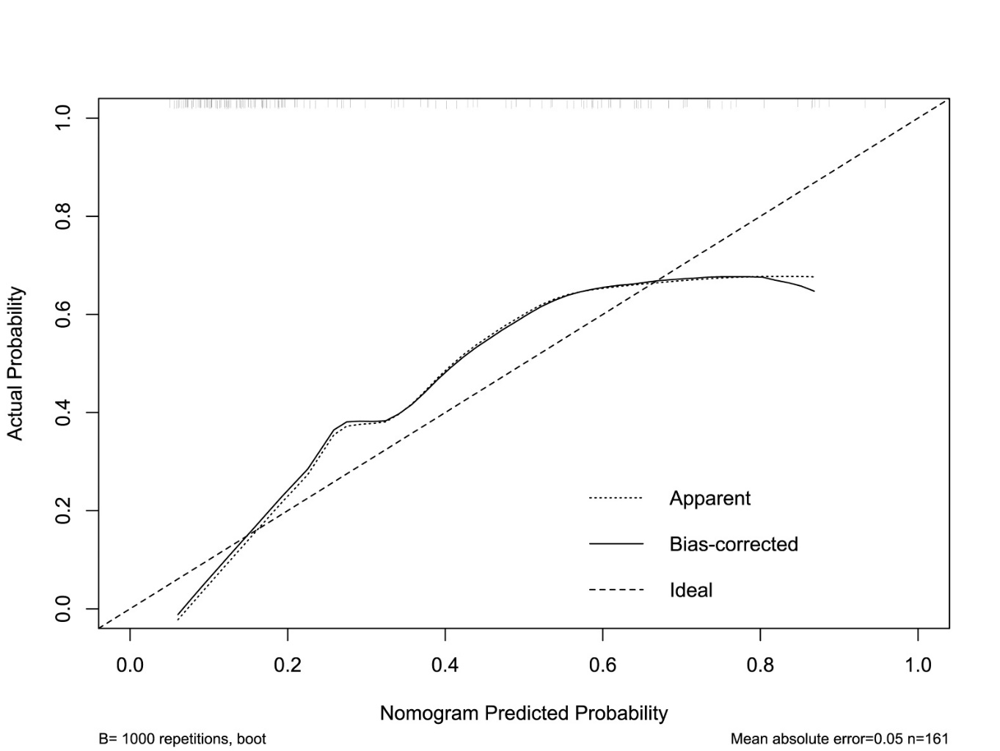 1.0
0.8
0.6
0.4
0.2
0.0
Actual Probability
Apparent
Bias-corrected
Ideal
0.0 0.2 0.4 0.6 0.8 1.0
Nomogram Predicted Probability
B= 1000 repetitions, boot
Mean absolute error=0.05 n=161